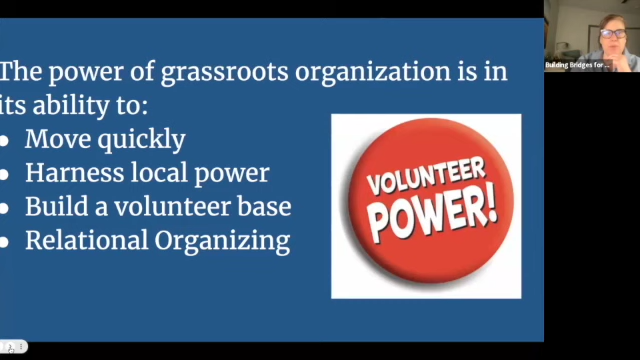 The power of grassroots organization is in
its ability to:
● Move quickly
● Harness local power
● Build a volunteer base
● Relational Organizing
VOLUNTEER
POWER!
Building Bridges for...